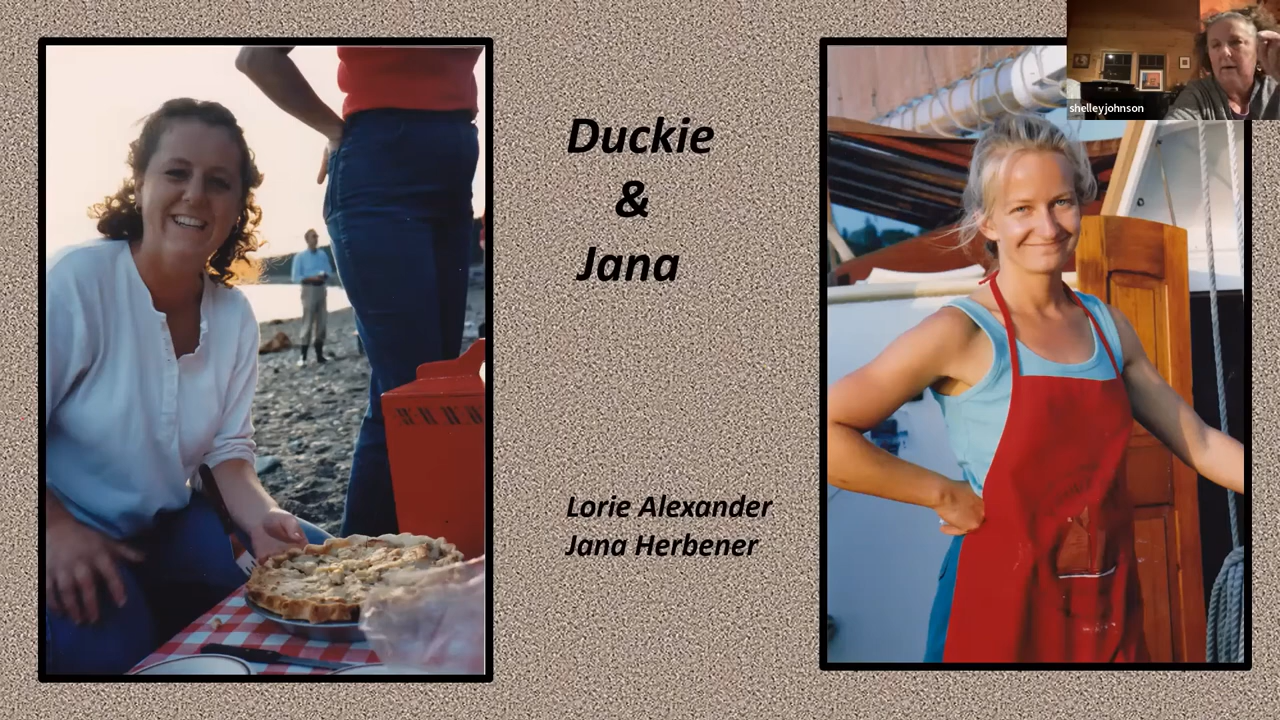 shelleyjohnson
Duckie
&
Jana
Lorie Alexander
Jana Herbener